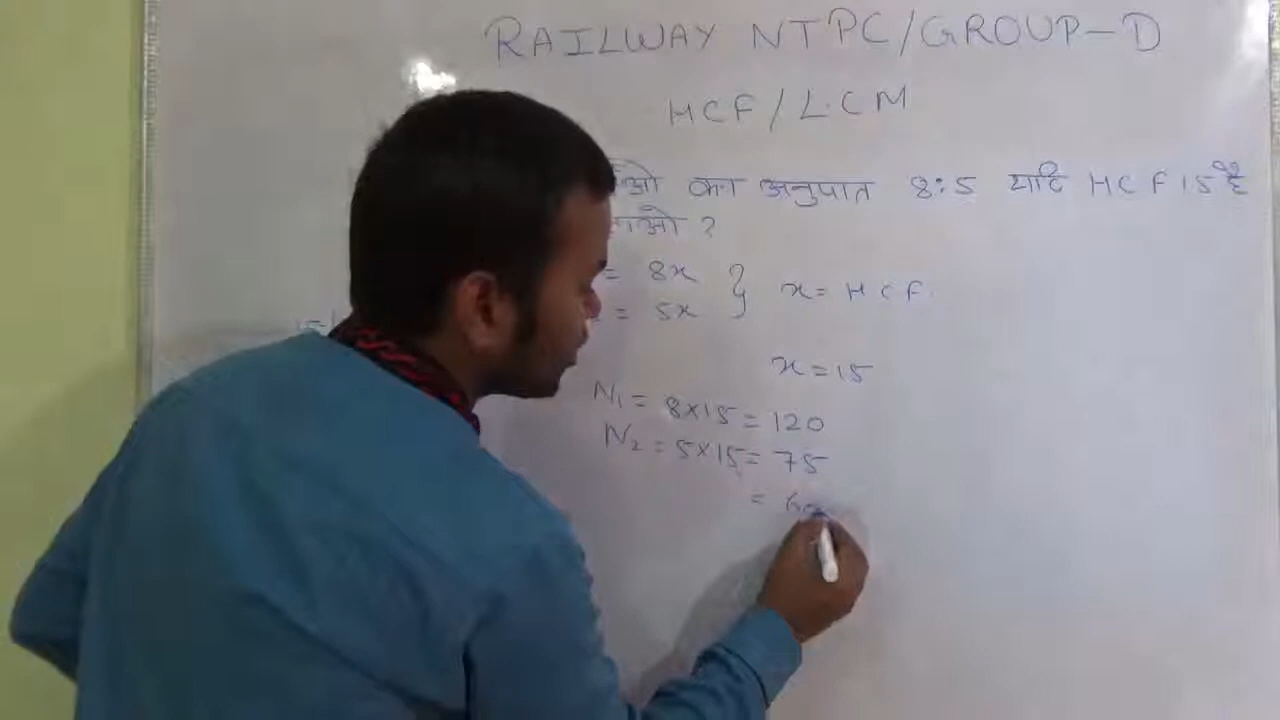 RAILWAY NTPC/GROUP-D
HCF/LCM
का अनुपात 8:5 यदि HCF 15 है
?
= 8x } x = HCF.
= 5x
x = 15
N1 = 8×15 = 120
N2 = 5×15 = 75
=